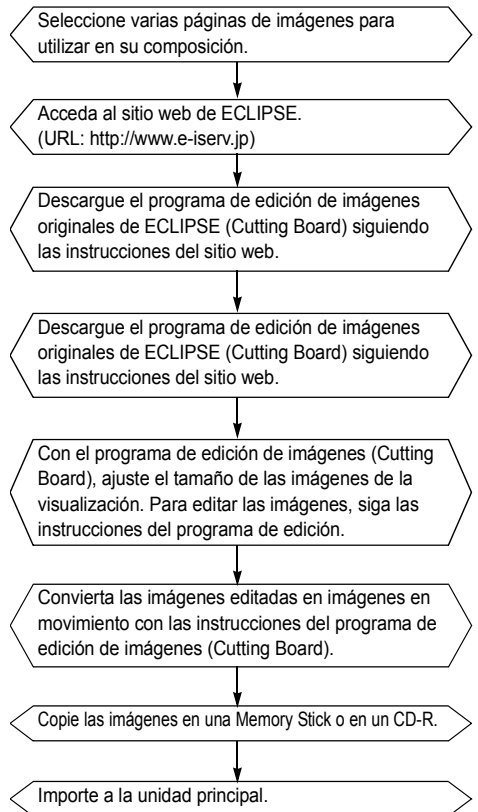 Seleccione varias páginas de imágenes para
utilizar en su composición.
Acceda al sitio web de ECLIPSE.
(URL: http://www.e-iserv.jp)
Descargue el programa de edición de imágenes
originales de ECLIPSE (Cutting Board) siguiendo
las instrucciones del sitio web.
Descargue el programa de edición de imágenes
originales de ECLIPSE (Cutting Board) siguiendo
las instrucciones del sitio web.
Con el programa de edición de imágenes (Cutting
Board), ajuste el tamaño de las imágenes de la
visualización. Para editar las imágenes, siga las
instrucciones del programa de edición.
Convierta las imágenes editadas en imágenes en
movimiento con las instrucciones del programa de
edición de imágenes (Cutting Board).
Copie las imágenes en una Memory Stick o en un CD-R.
Importe a la unidad principal.